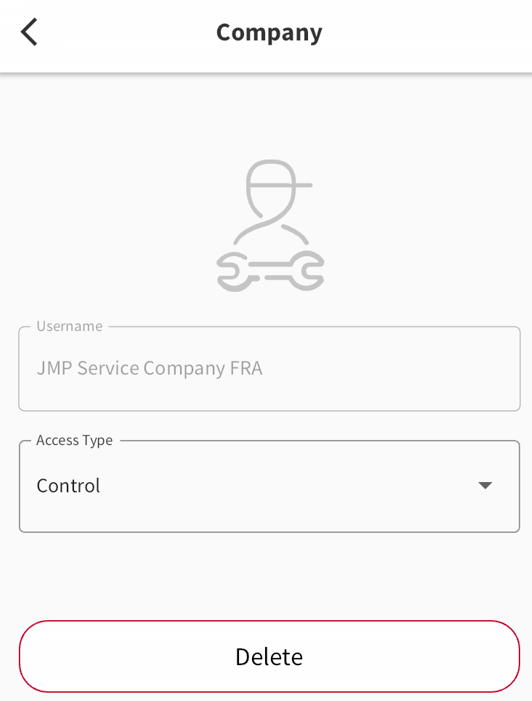 Company
Username
JMP Service Company FRA
Access Type
Control
Delete